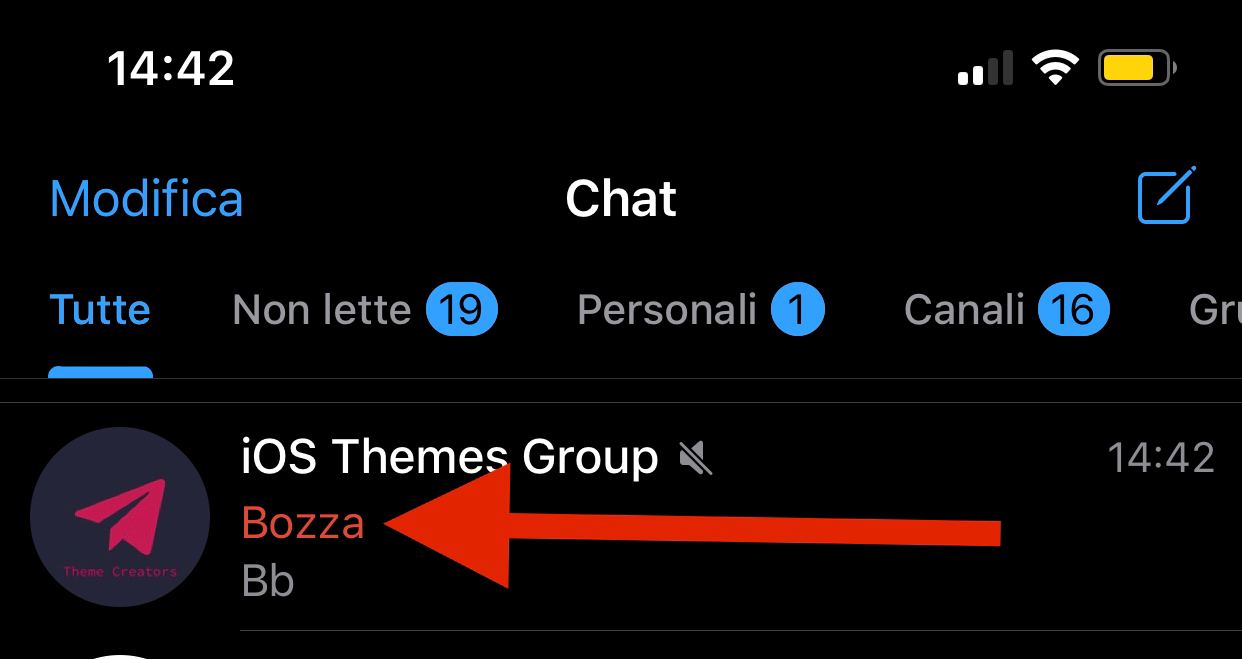 14:42
Modifica Chat
Tutte Non lette 19 Personali 1 Canali 16 Gru
iOS Themes Group 14:42
Bozza
Bb
Theme Creators